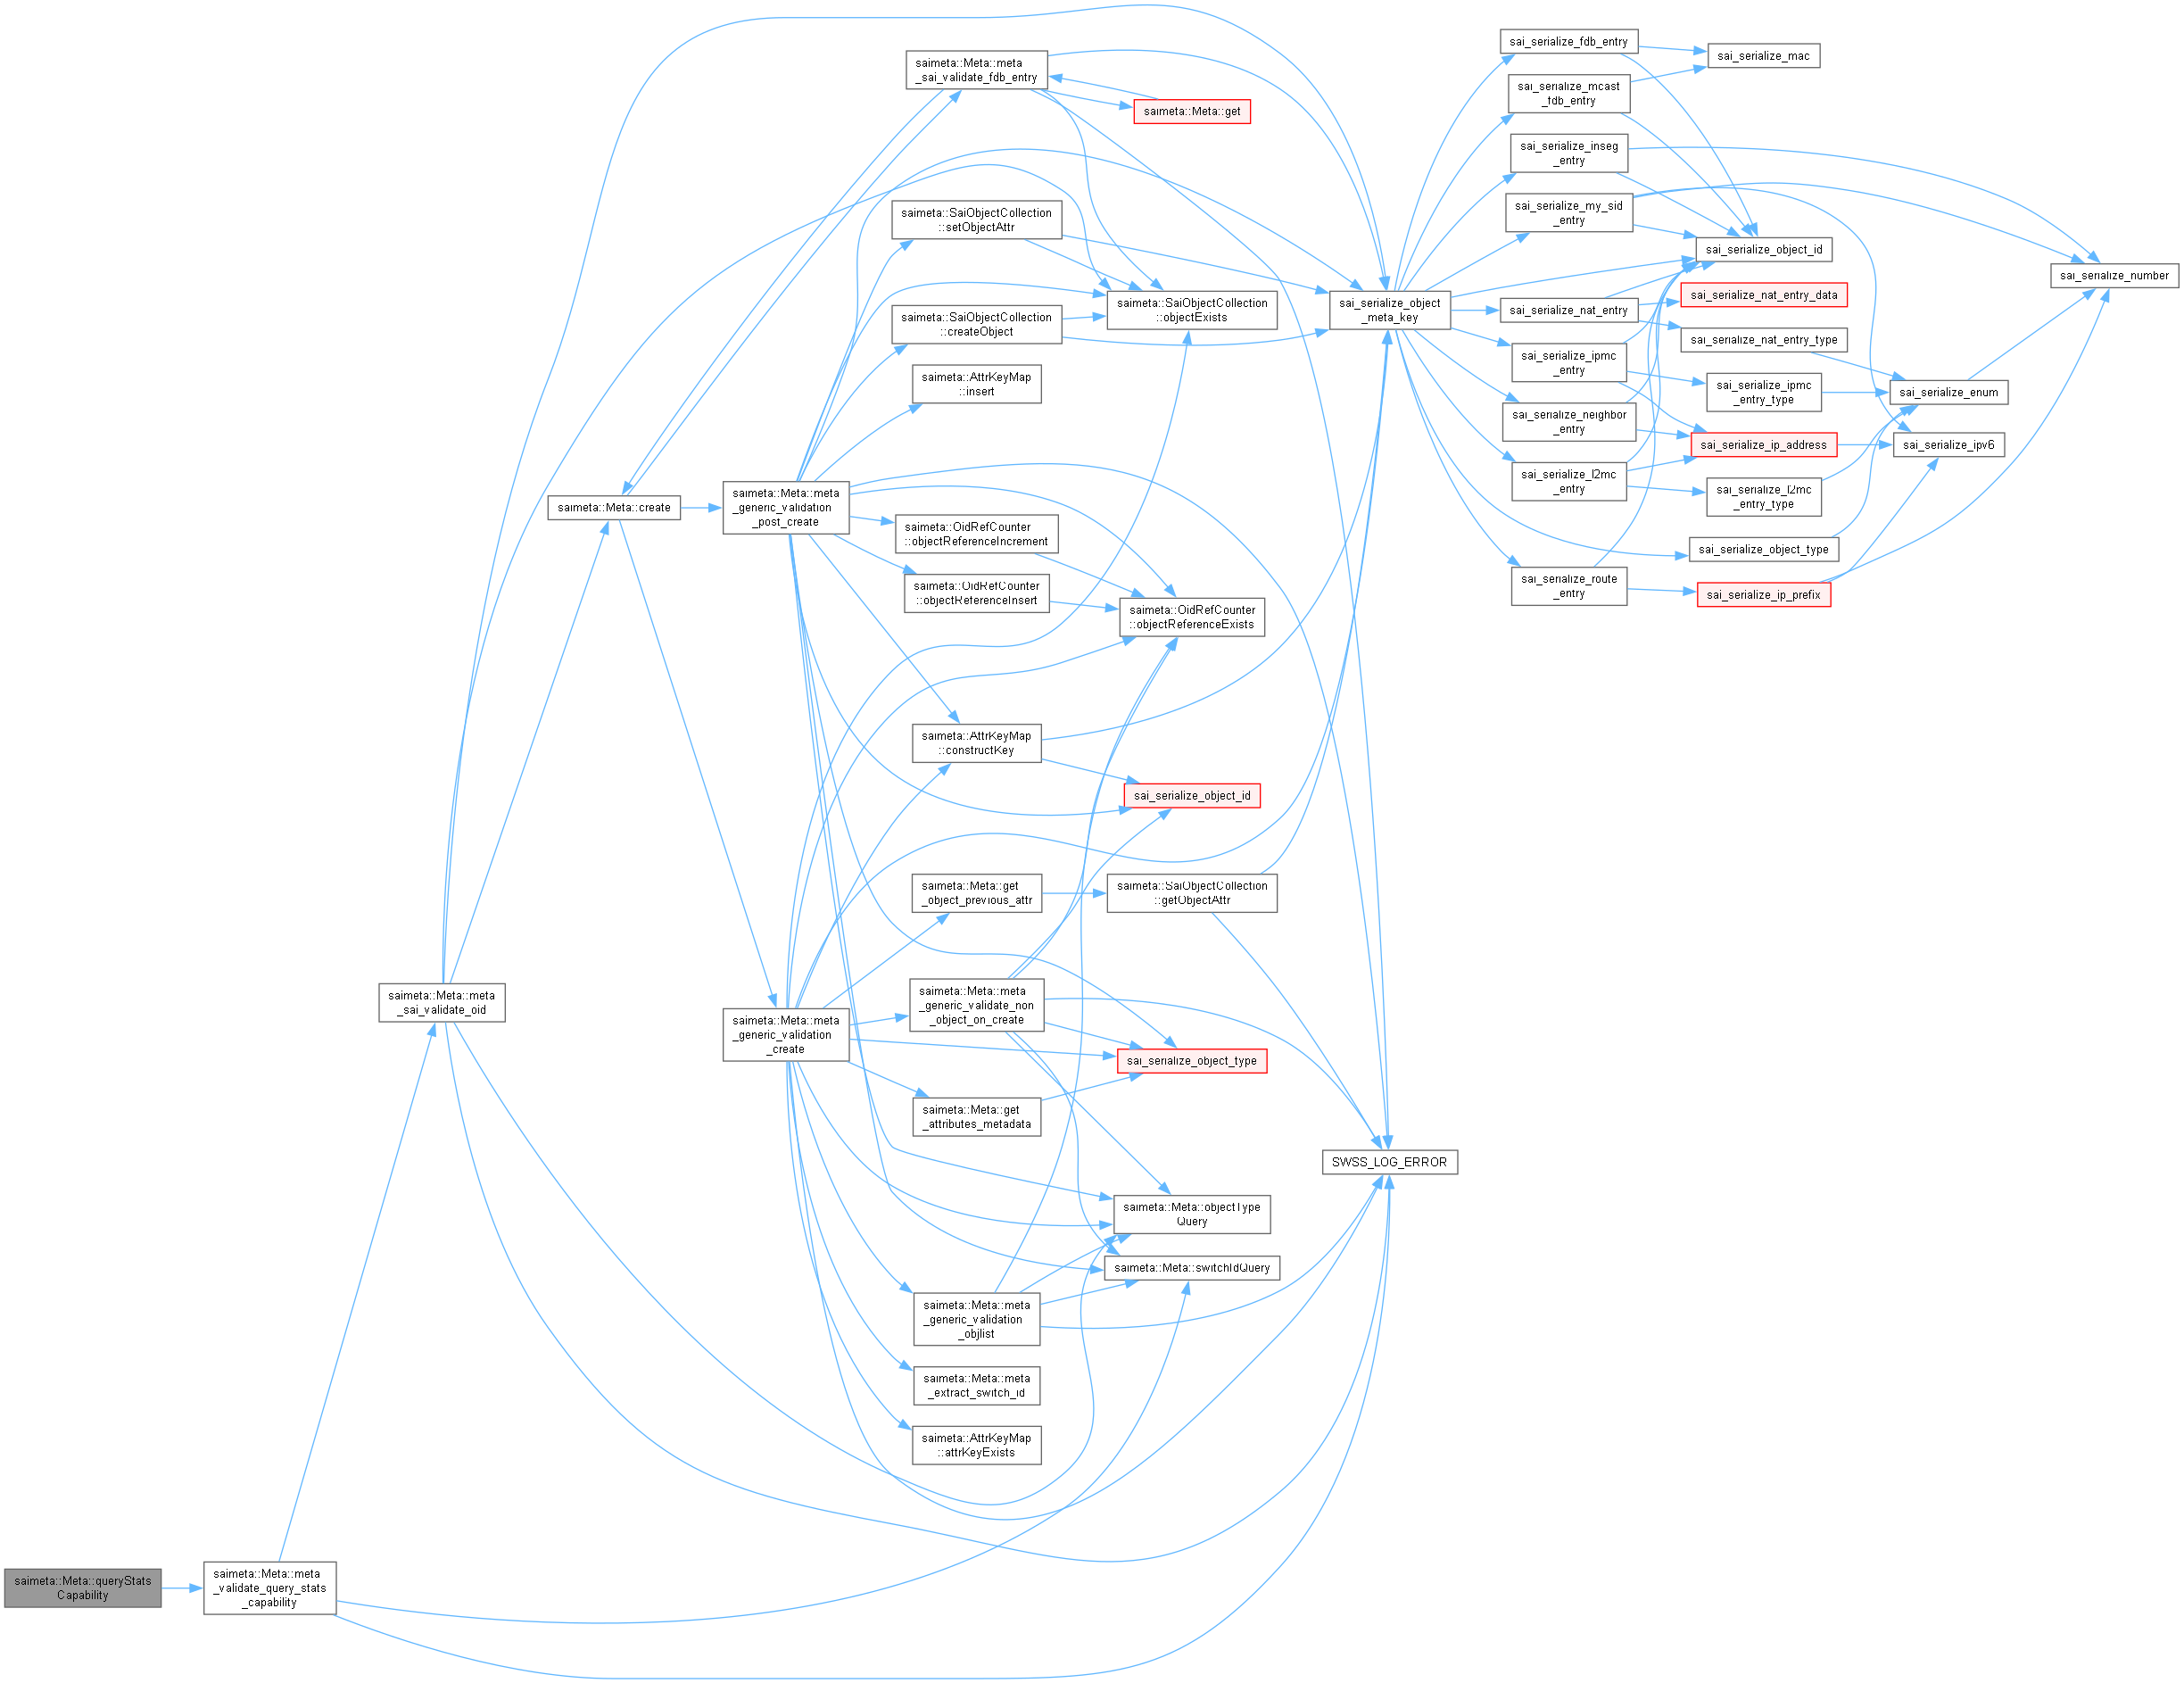 saimeta::Meta::queryStats
Capability
saimeta::Meta::meta
_validate_query_stats
_capability
saimeta::Meta::meta
_sai_validate_oid
saimeta::Meta::create
saimeta::Meta::meta
_generic_validation
_post_create
saimeta::Meta::meta
_generic_validation
_create
saimeta::Meta::meta
_sai_validate_fdb_entry
saimeta::Meta::get
saimeta::SaiObjectCollection
::setObjectAttr
saimeta::SaiObjectCollection
::createObject
saimeta::SaiObjectCollection
::objectExists
saimeta::AttrKeyMap
::insert
saimeta::OidRefCounter
::objectReferenceIncrement
saimeta::OidRefCounter
::objectReferenceInsert
saimeta::OidRefCounter
::objectReferenceExists
saimeta::AttrKeyMap
::constructKey
sai_serialize_object_id
saimeta::Meta::get
_object_previous_attr
saimeta::SaiObjectCollection
::getObjectAttr
saimeta::Meta::meta
_generic_validate_non
_object_on_create
sai_serialize_object_type
saimeta::Meta::get
_attributes_metadata
saimeta::Meta::objectType
Query
saimeta::Meta::switchIdQuery
saimeta::Meta::meta
_generic_validation
_objlist
saimeta::Meta::meta
_extract_switch_id
saimeta::AttrKeyMap
::attrKeyExists
SWSS_LOG_ERROR
sai_serialize_object
_meta_key
sai_serialize_fdb_entry
sai_serialize_mac
sai_serialize_mcast
_fdb_entry
sai_serialize_inseg
_entry
sai_serialize_my_sid
_entry
sai_serialize_object_id
sai_serialize_number
sai_serialize_nat_entry
sai_serialize_nat_entry_data
sai_serialize_nat_entry_type
sai_serialize_ipmc
_entry
sai_serialize_ipmc
_entry_type
sai_serialize_enum
sai_serialize_neighbor
_entry
sai_serialize_ip_address
sai_serialize_ipv6
sai_serialize_l2mc
_entry
sai_serialize_l2mc
_entry_type
sai_serialize_object_type
sai_serialize_route
_entry
sai_serialize_ip_prefix